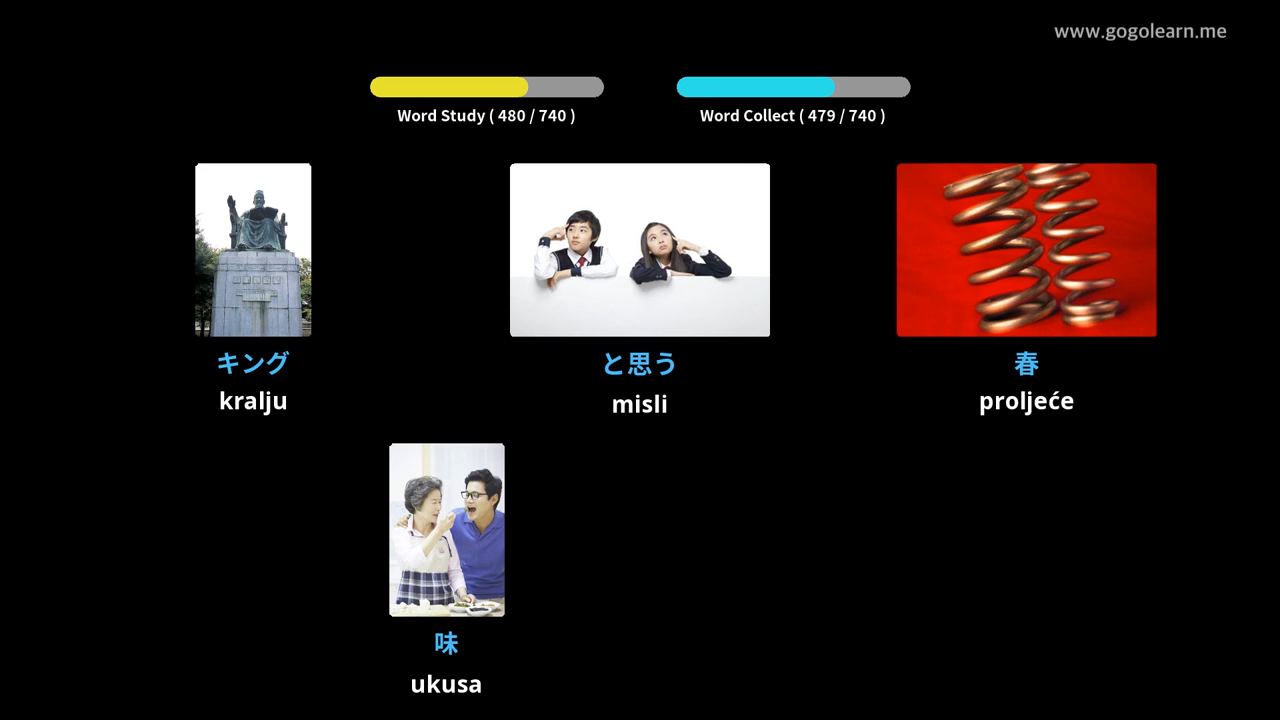 www.gogolearn.me
Word Study ( 480 / 740 )
Word Collect ( 479 / 740 )
キング
kralju
と思う
misli
春
proljeće
味
ukusa